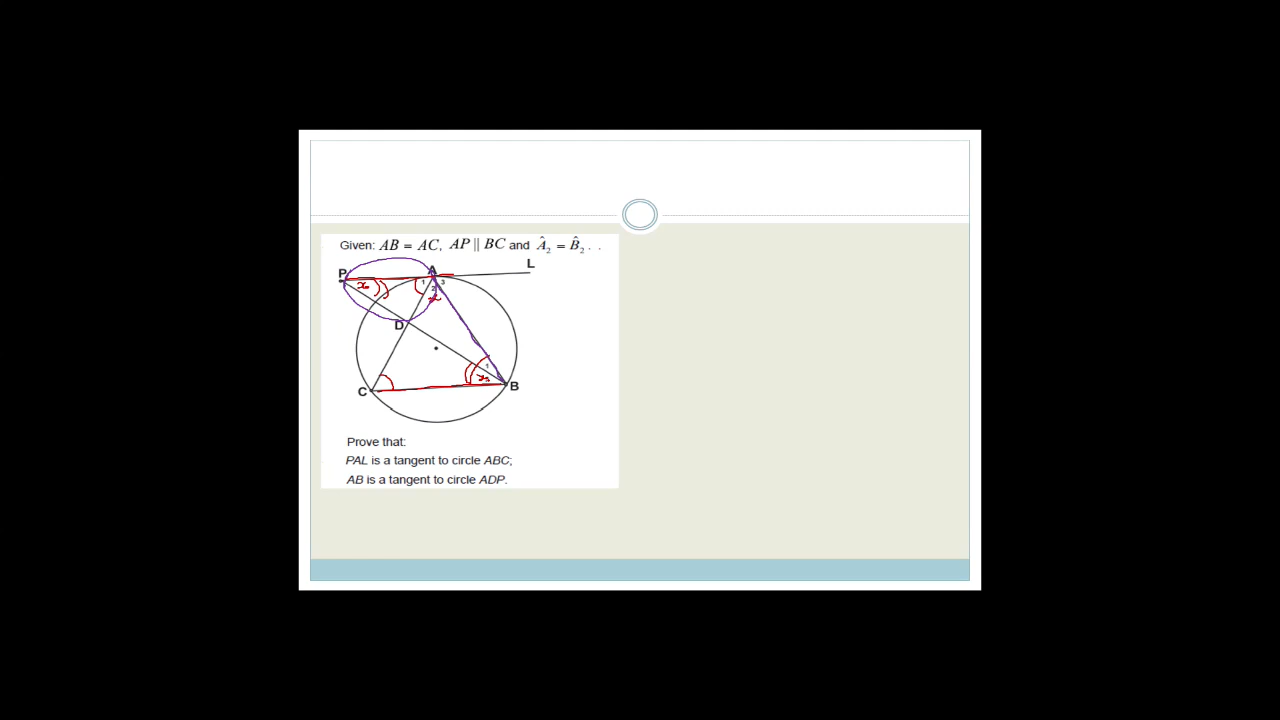 Given: AB = AC, AP || BC and Â₂ = B̂₂ . .
P A L
x 1 2 3
x
D
1
x
C B
Prove that:
PAL is a tangent to circle ABC;
AB is a tangent to circle ADP.